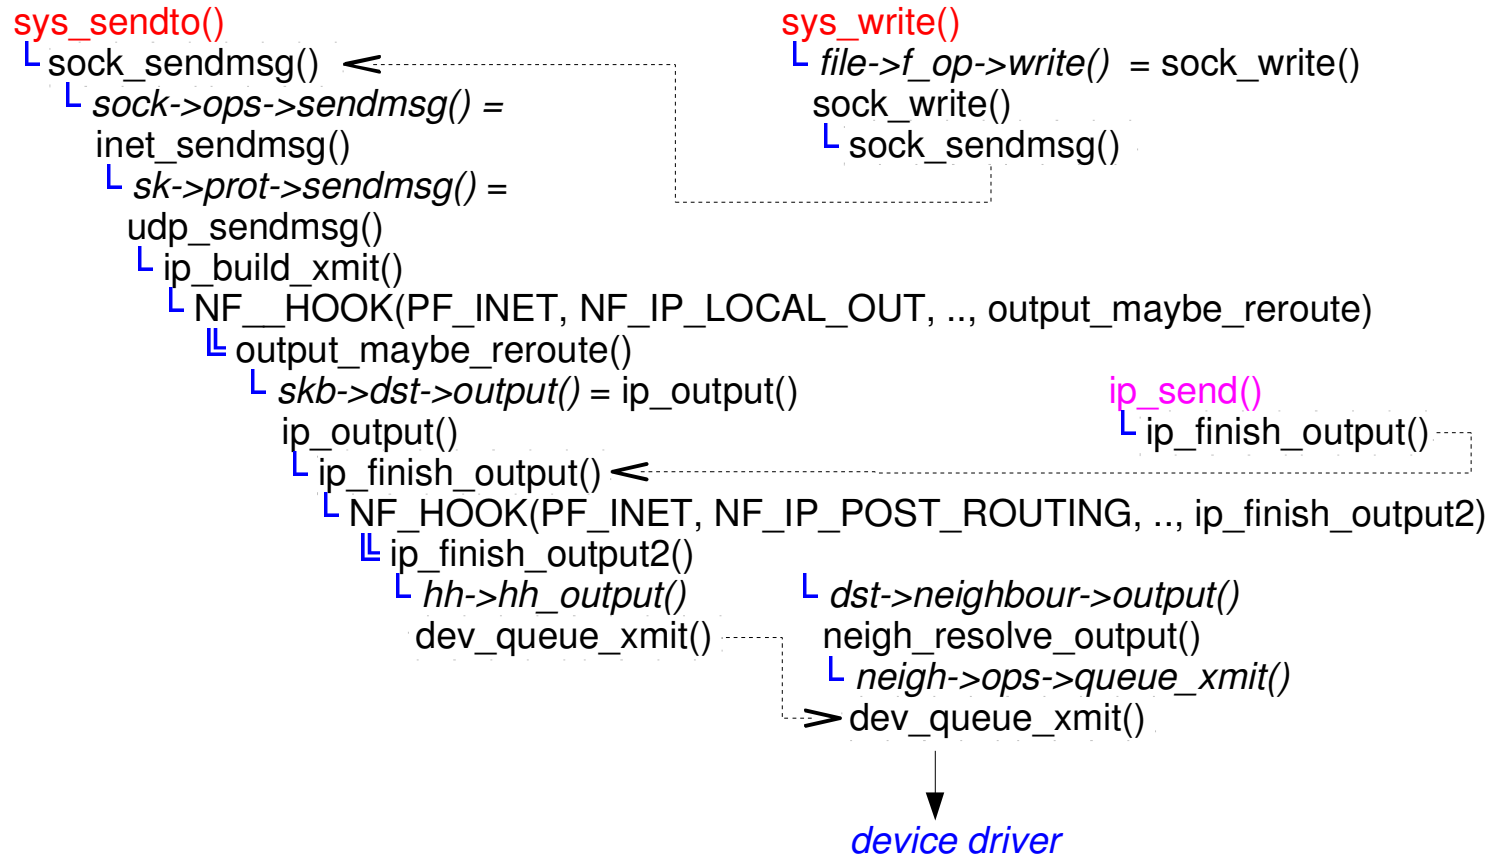 sys_sendto()
sock_sendmsg()
sock->ops->sendmsg() =
inet_sendmsg()
sk->prot->sendmsg() =
udp_sendmsg()
ip_build_xmit()
NF__HOOK(PF_INET, NF_IP_LOCAL_OUT, .., output_maybe_reroute)
output_maybe_reroute()
skb->dst->output() = ip_output()
ip_output()
ip_finish_output()
NF_HOOK(PF_INET, NF_IP_POST_ROUTING, .., ip_finish_output2)
ip_finish_output2()
hh->hh_output()
dev_queue_xmit()
sys_write()
file->f_op->write() = sock_write()
sock_write()
sock_sendmsg()
ip_send()
ip_finish_output()
dst->neighbour->output()
neigh_resolve_output()
neigh->ops->queue_xmit()
dev_queue_xmit()
device driver